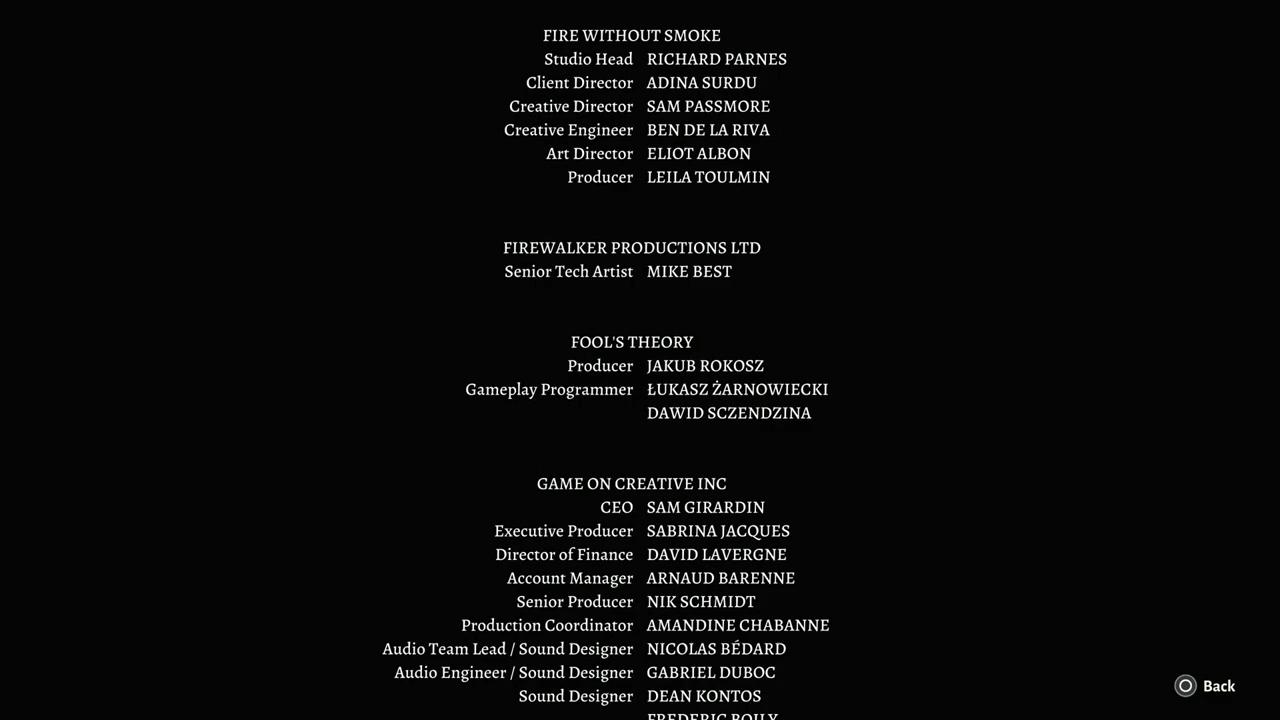 FIRE WITHOUT SMOKE
Studio Head RICHARD PARNES
Client Director ADINA SURDU
Creative Director SAM PASSMORE
Creative Engineer BEN DE LA RIVA
Art Director ELIOT ALBON
Producer LEILA TOULMIN
FIREWALKER PRODUCTIONS LTD
Senior Tech Artist MIKE BEST
FOOL'S THEORY
Producer JAKUB ROKOSZ
Gameplay Programmer ŁUKASZ ŻARNOWIECKI
DAWID SCZENDZINA
GAME ON CREATIVE INC
CEO SAM GIRARDIN
Executive Producer SABRINA JACQUES
Director of Finance DAVID LAVERGNE
Account Manager ARNAUD BARENNE
Senior Producer NIK SCHMIDT
Production Coordinator AMANDINE CHABANNE
Audio Team Lead / Sound Designer NICOLAS BÉDARD
Audio Engineer / Sound Designer GABRIEL DUBOC
Sound Designer DEAN KONTOS
FREDERIC BOILY
Back